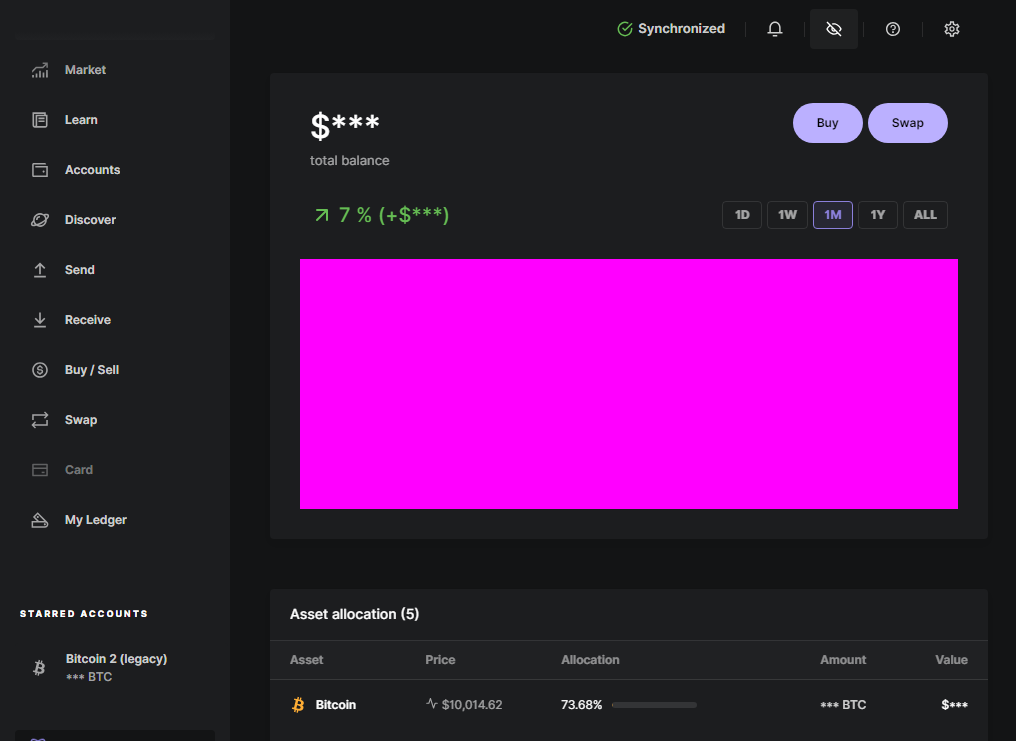 Synchronized
Market
Learn
Accounts
Discover
Send
Receive
Buy / Sell
Swap
Card
My Ledger
STARRED ACCOUNTS
Bitcoin 2 (legacy)
*** BTC
$***
total balance
Buy
Swap
7 % (+$***)
1D
1W
1M
1Y
ALL
Asset allocation (5)
Asset Price Allocation Amount Value
Bitcoin $10,014.62 73.68% *** BTC $***